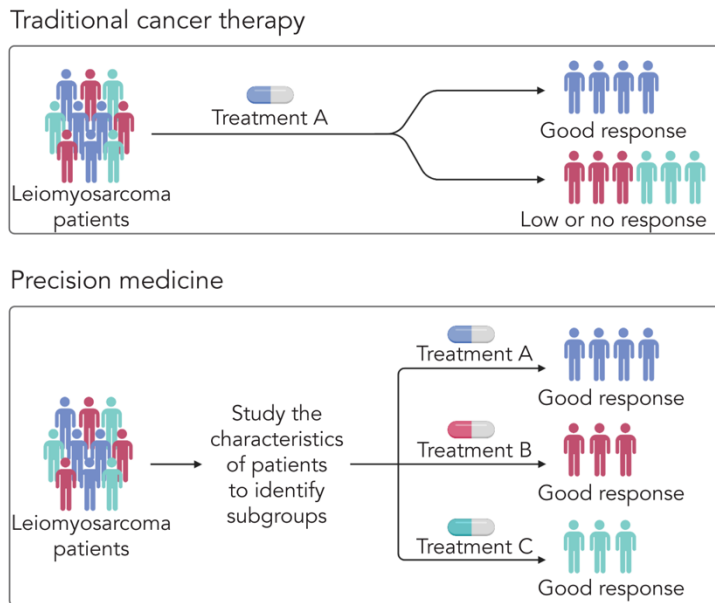 Traditional cancer therapy
Treatment A
Good response
Leiomyosarcoma
patients
Low or no response
Precision medicine
Leiomyosarcoma
patients
Study the
characteristics
of patients
to identify
subgroups
Treatment A
Good response
Treatment B
Good response
Treatment C
Good response